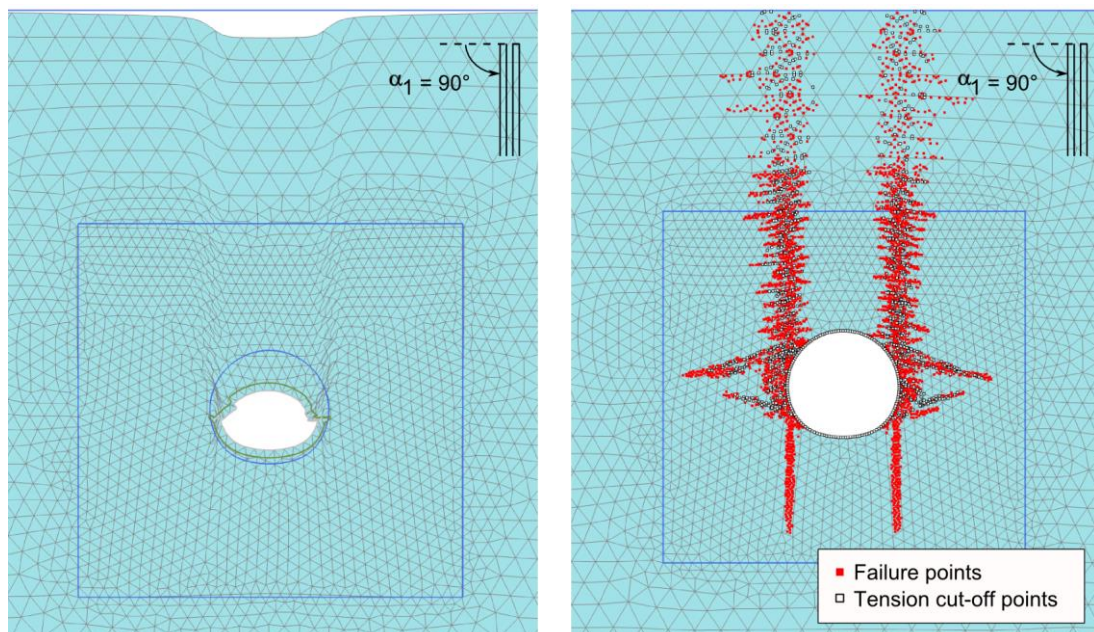 α₁ = 90°
α₁ = 90°
Failure points
Tension cut-off points